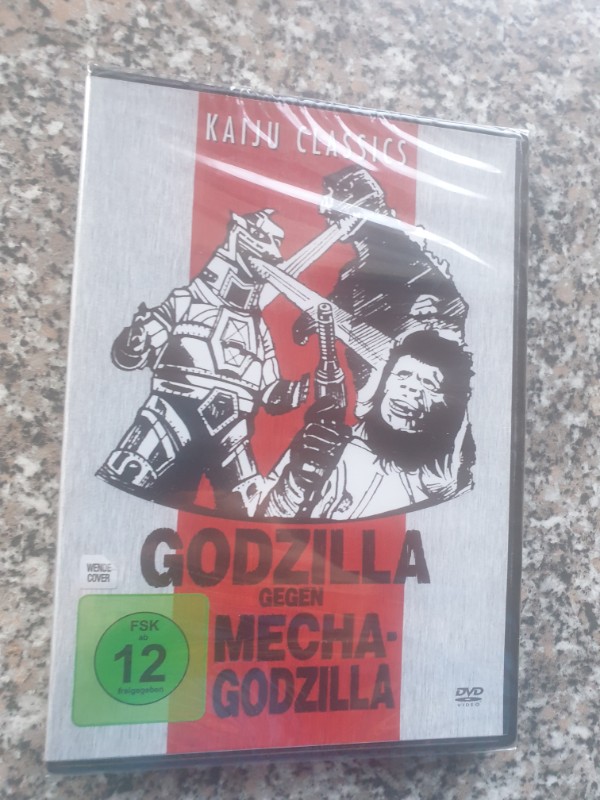 KAIJU CLASSICS
GODZILLA
GEGEN
MECHA-
GODZILLA
WENDE
COVER
FSK
ab
12
freigegeben
DVD
VIDEO